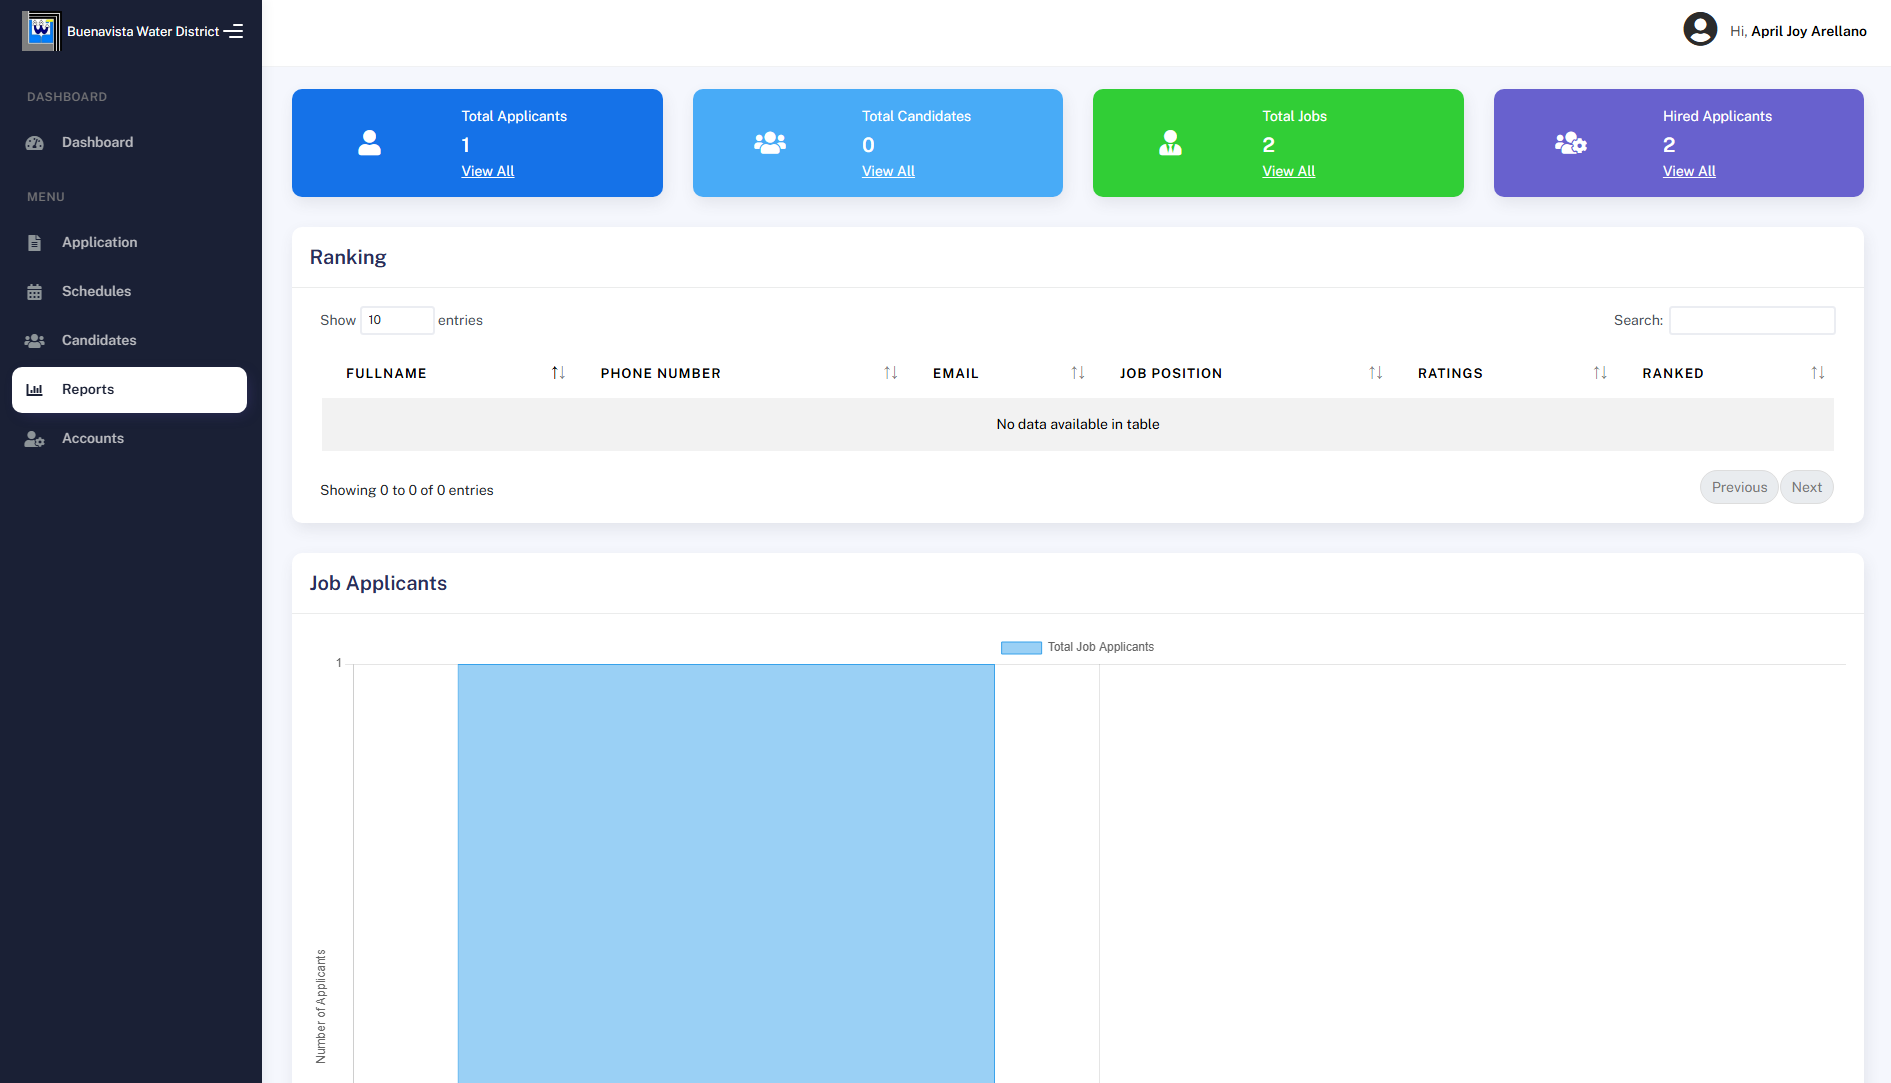 Buenavista Water District
Hi, April Joy Arellano
DASHBOARD
Dashboard
MENU
Application
Schedules
Candidates
Reports
Accounts
Total Applicants
1
View All
Total Candidates
0
View All
Total Jobs
2
View All
Hired Applicants
2
View All
Ranking
Show 10 entries
Search:
FULLNAME PHONE NUMBER EMAIL JOB POSITION RATINGS RANKED
No data available in table
Showing 0 to 0 of 0 entries
Previous Next
Job Applicants
Total Job Applicants
1
Number of Applicants